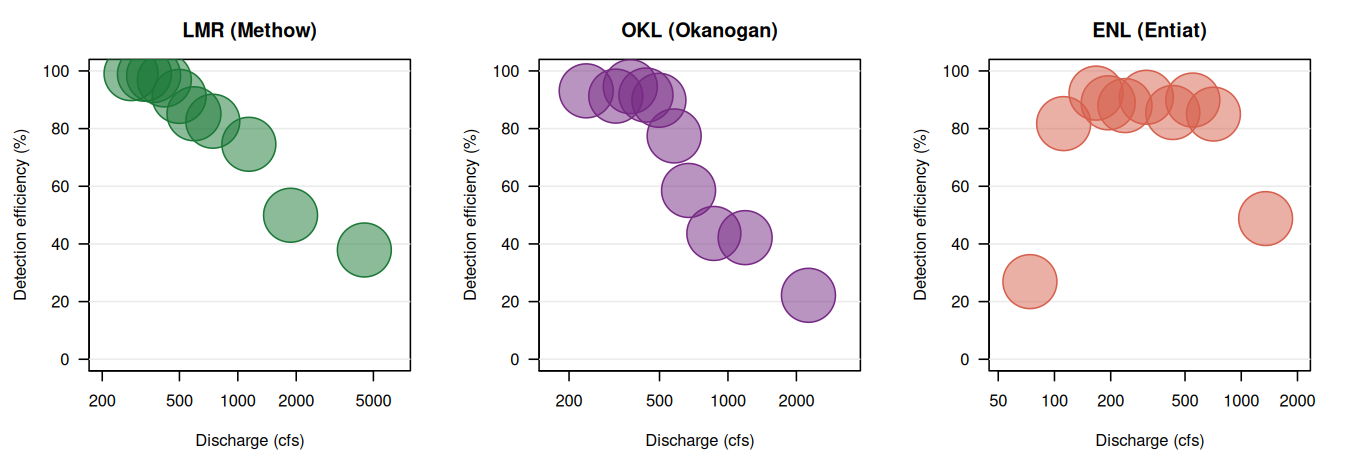 LMR (Methow)
Detection efficiency (%)
100
80
60
40
20
0
200 500 1000 2000 5000
Discharge (cfs)
OKL (Okanogan)
Detection efficiency (%)
100
80
60
40
20
0
200 500 1000 2000
Discharge (cfs)
ENL (Entiat)
Detection efficiency (%)
100
80
60
40
20
0
50 100 200 500 1000 2000
Discharge (cfs)